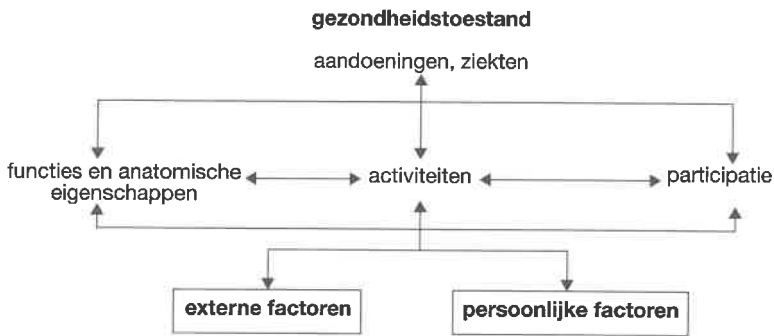 gezondheidstoestand
aandoeningen, ziekten
functies en anatomische
eigenschappen
activiteiten
participatie
externe factoren
persoonlijke factoren